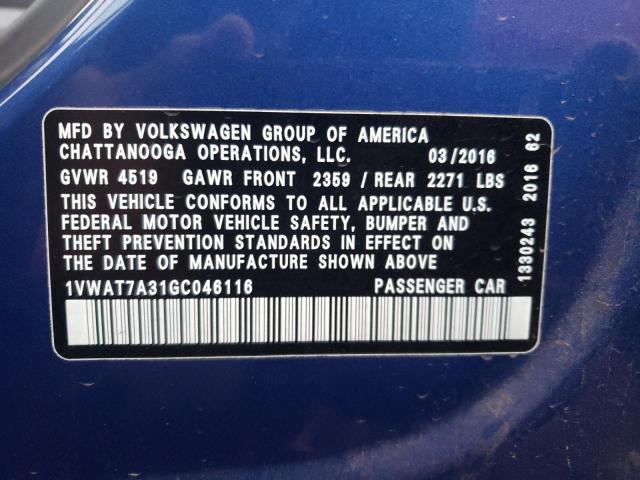 MFD BY VOLKSWAGEN GROUP OF AMERICA
CHATTANOOGA OPERATIONS, LLC. 03/2016
GVWR 4519 GAWR FRONT 2359 / REAR 2271 LBS
THIS VEHICLE CONFORMS TO ALL APPLICABLE U.S.
FEDERAL MOTOR VEHICLE SAFETY, BUMPER AND
THEFT PREVENTION STANDARDS IN EFFECT ON
THE DATE OF MANUFACTURE SHOWN ABOVE
1VWAT7A31GC046116 PASSENGER CAR
1330243 2016 62